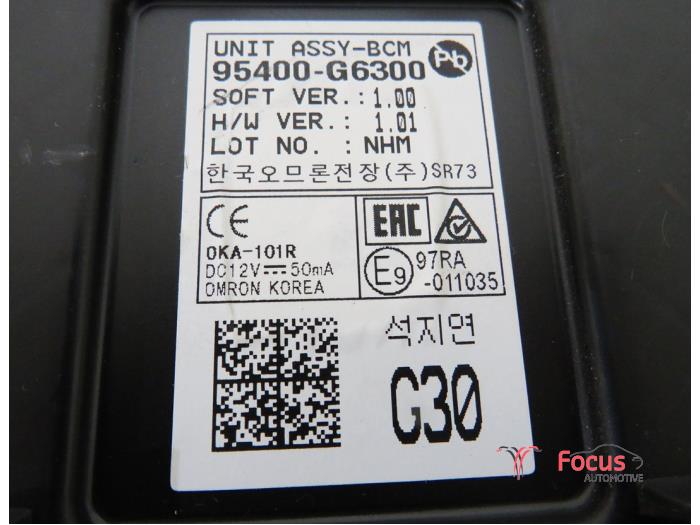 UNIT ASSY-BCM
95400-G6300
Pb
SOFT VER.: 1.00
H/W VER.: 1.01
LOT NO. : NHM
한국오므론전장(주)SR73
CE
EAC
OKA-101R
DC12V 50mA
OMRON KOREA
E9
97RA
-011035
석지연
G30
Focus
AUTOMOTIVE